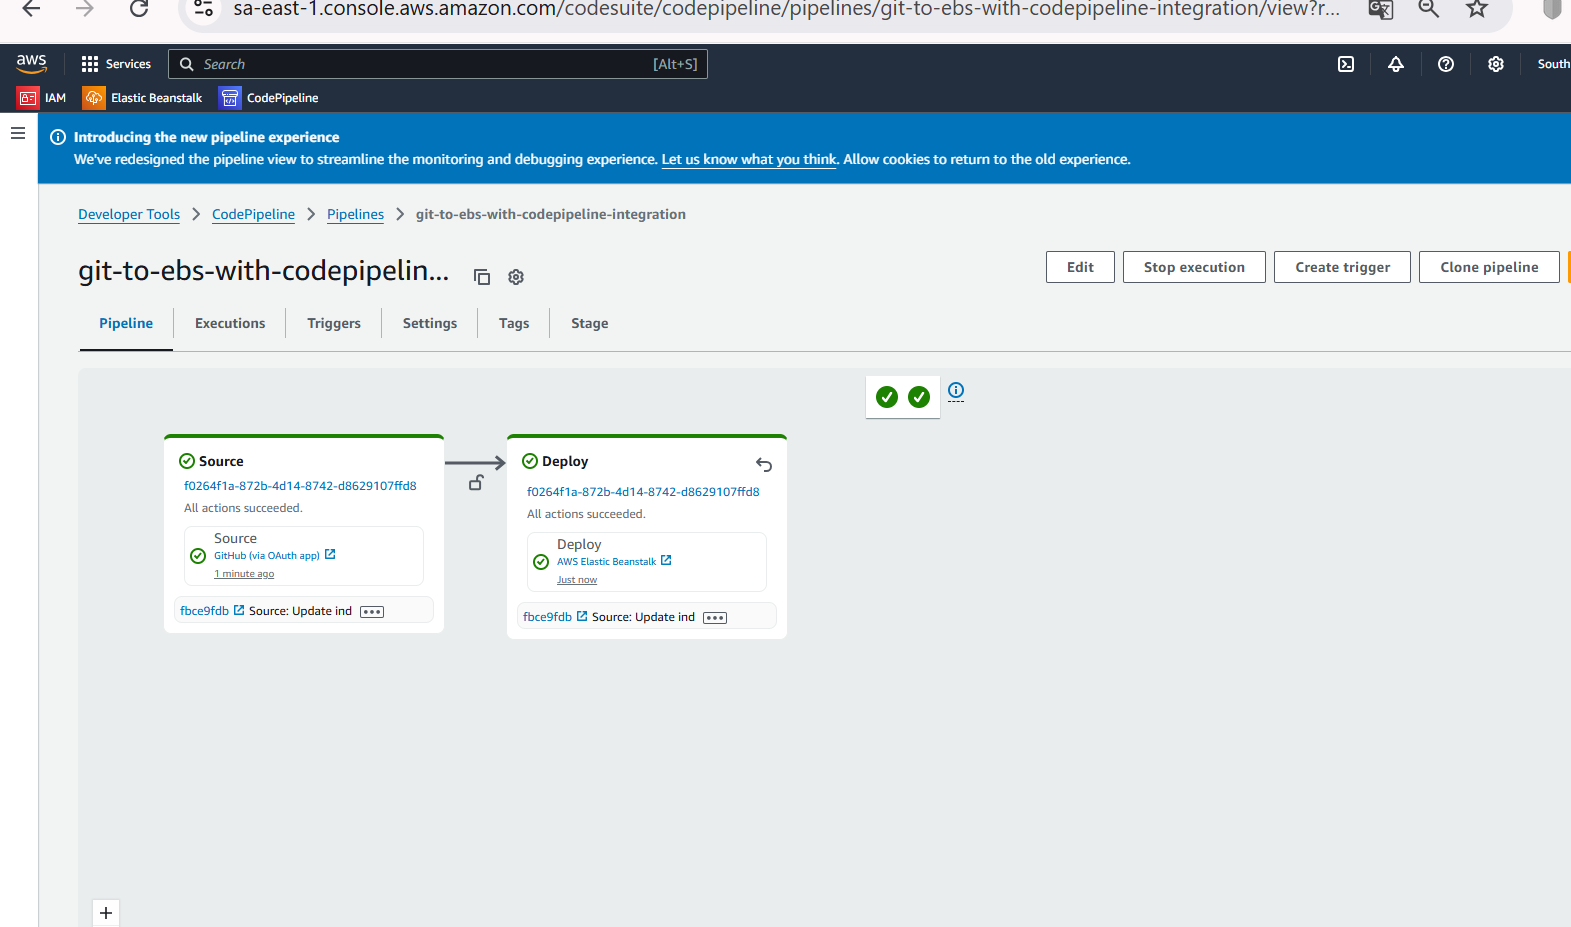 sa-east-1.console.aws.amazon.com/codesuite/codepipeline/pipelines/git-to-ebs-with-codepipeline-integration/view?r...
aws Services Search [Alt+S] South
IAM Elastic Beanstalk CodePipeline
Introducing the new pipeline experience
We've redesigned the pipeline view to streamline the monitoring and debugging experience. Let us know what you think. Allow cookies to return to the old experience.
Developer Tools > CodePipeline > Pipelines > git-to-ebs-with-codepipeline-integration
git-to-ebs-with-codepipelin...
Edit Stop execution Create trigger Clone pipeline
Pipeline Executions Triggers Settings Tags Stage
Source
f0264f1a-872b-4d14-8742-d8629107ffd8
All actions succeeded.
Source
GitHub (via OAuth app)
1 minute ago
fbce9fdb Source: Update ind
Deploy
f0264f1a-872b-4d14-8742-d8629107ffd8
All actions succeeded.
Deploy
AWS Elastic Beanstalk
Just now
fbce9fdb Source: Update ind